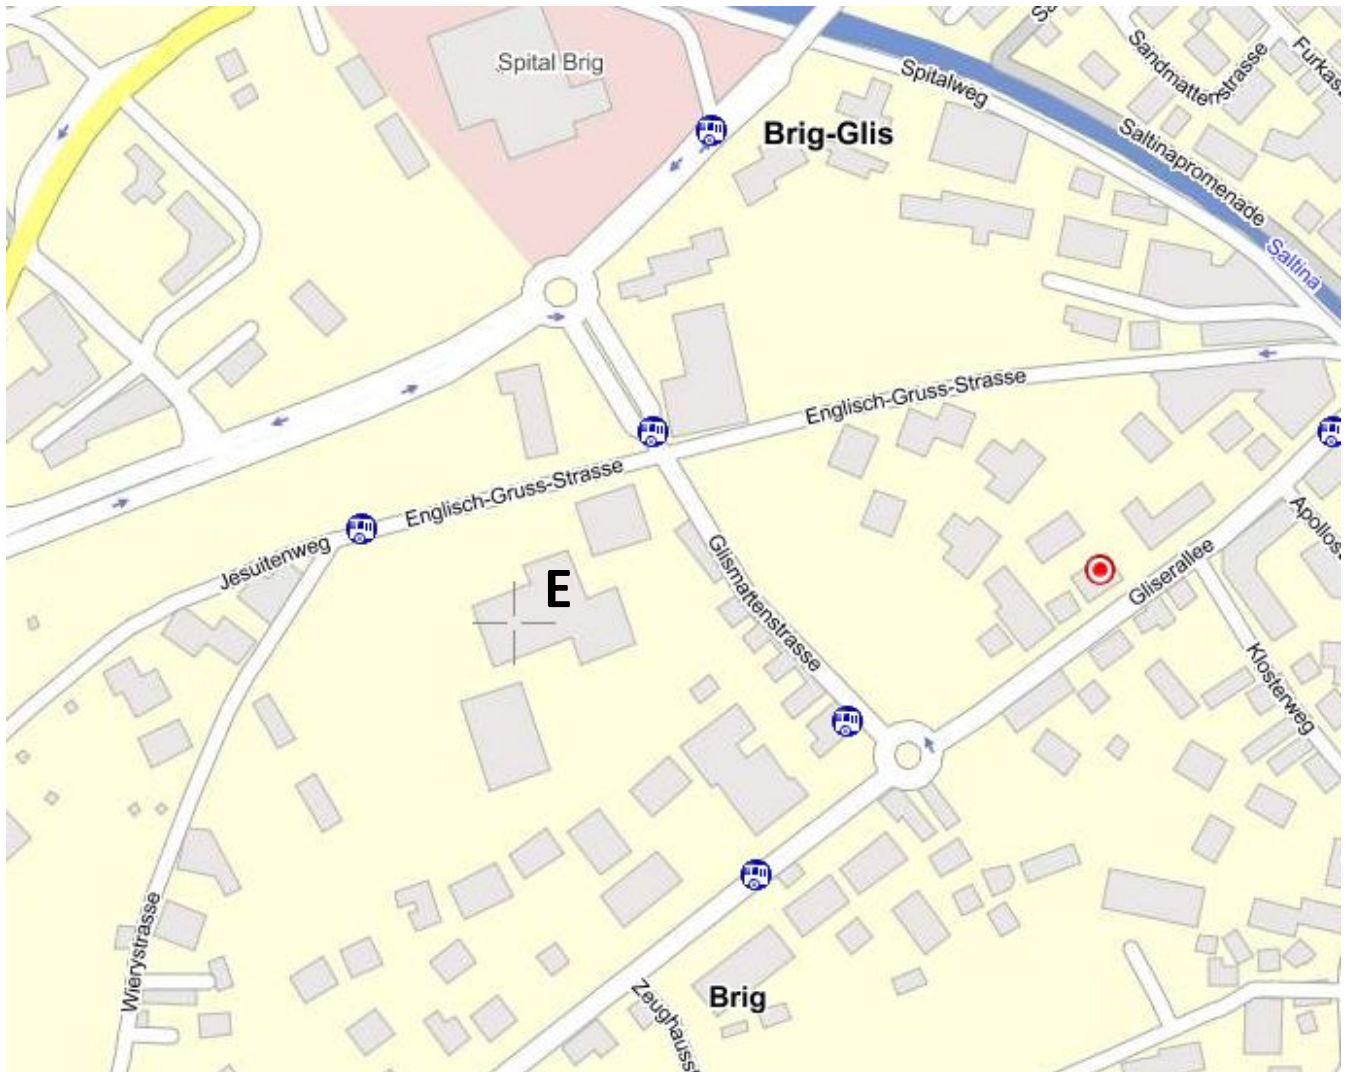 Spital Brig
Spitalweg
Sandmattenstrasse
Brig-Glis
Saltinapromenade
Saltina
Englisch-Gruss-Strasse
Englisch-Gruss-Strasse
Jesuitenweg
E
Glismattenstrasse
Gliserallee
Klosterweg
Wierystrasse
Brig